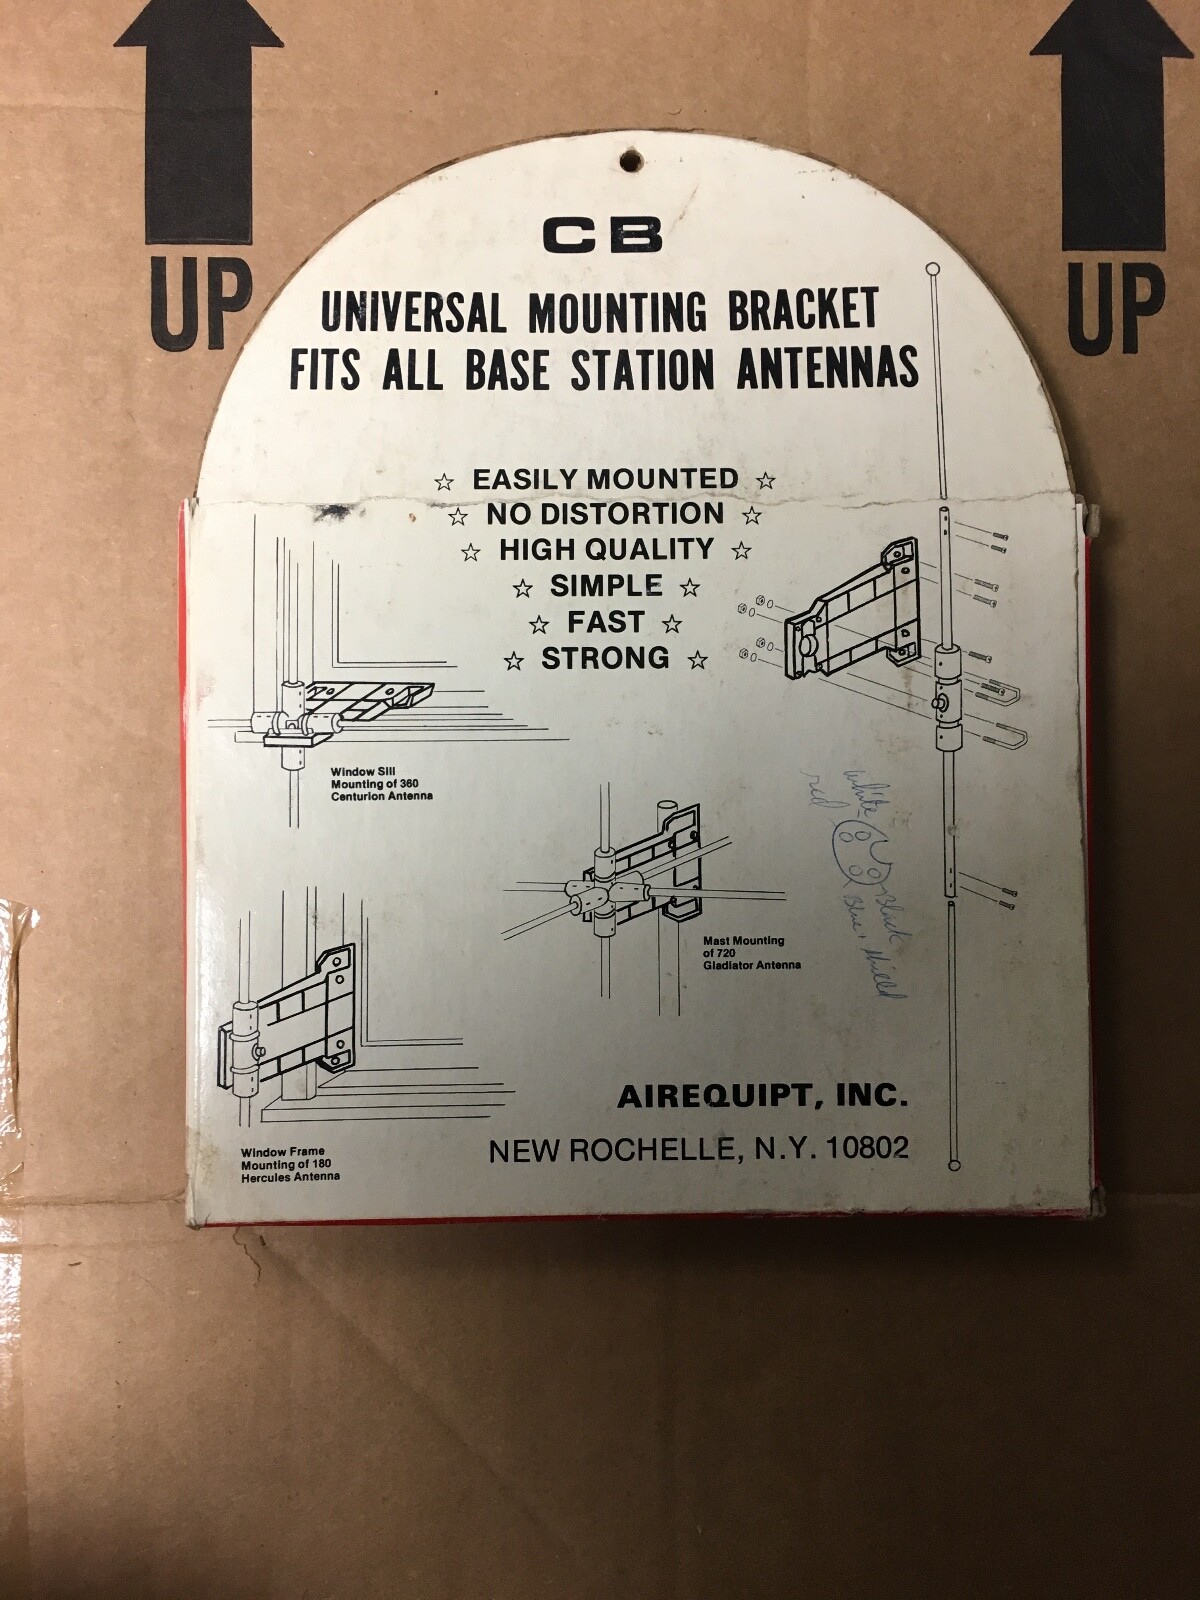 UP
UP
CB
UNIVERSAL MOUNTING BRACKET
FITS ALL BASE STATION ANTENNAS
☆ EASILY MOUNTED ☆
☆ NO DISTORTION ☆
☆ HIGH QUALITY ☆
☆ SIMPLE ☆
☆ FAST ☆
☆ STRONG ☆
Window Sill
Mounting of 360
Centurion Antenna
white
red
Black
Blue, shield
Mast Mounting
of 720
Gladiator Antenna
Window Frame
Mounting of 180
Hercules Antenna
AIREQUIPT, INC.
NEW ROCHELLE, N.Y. 10802